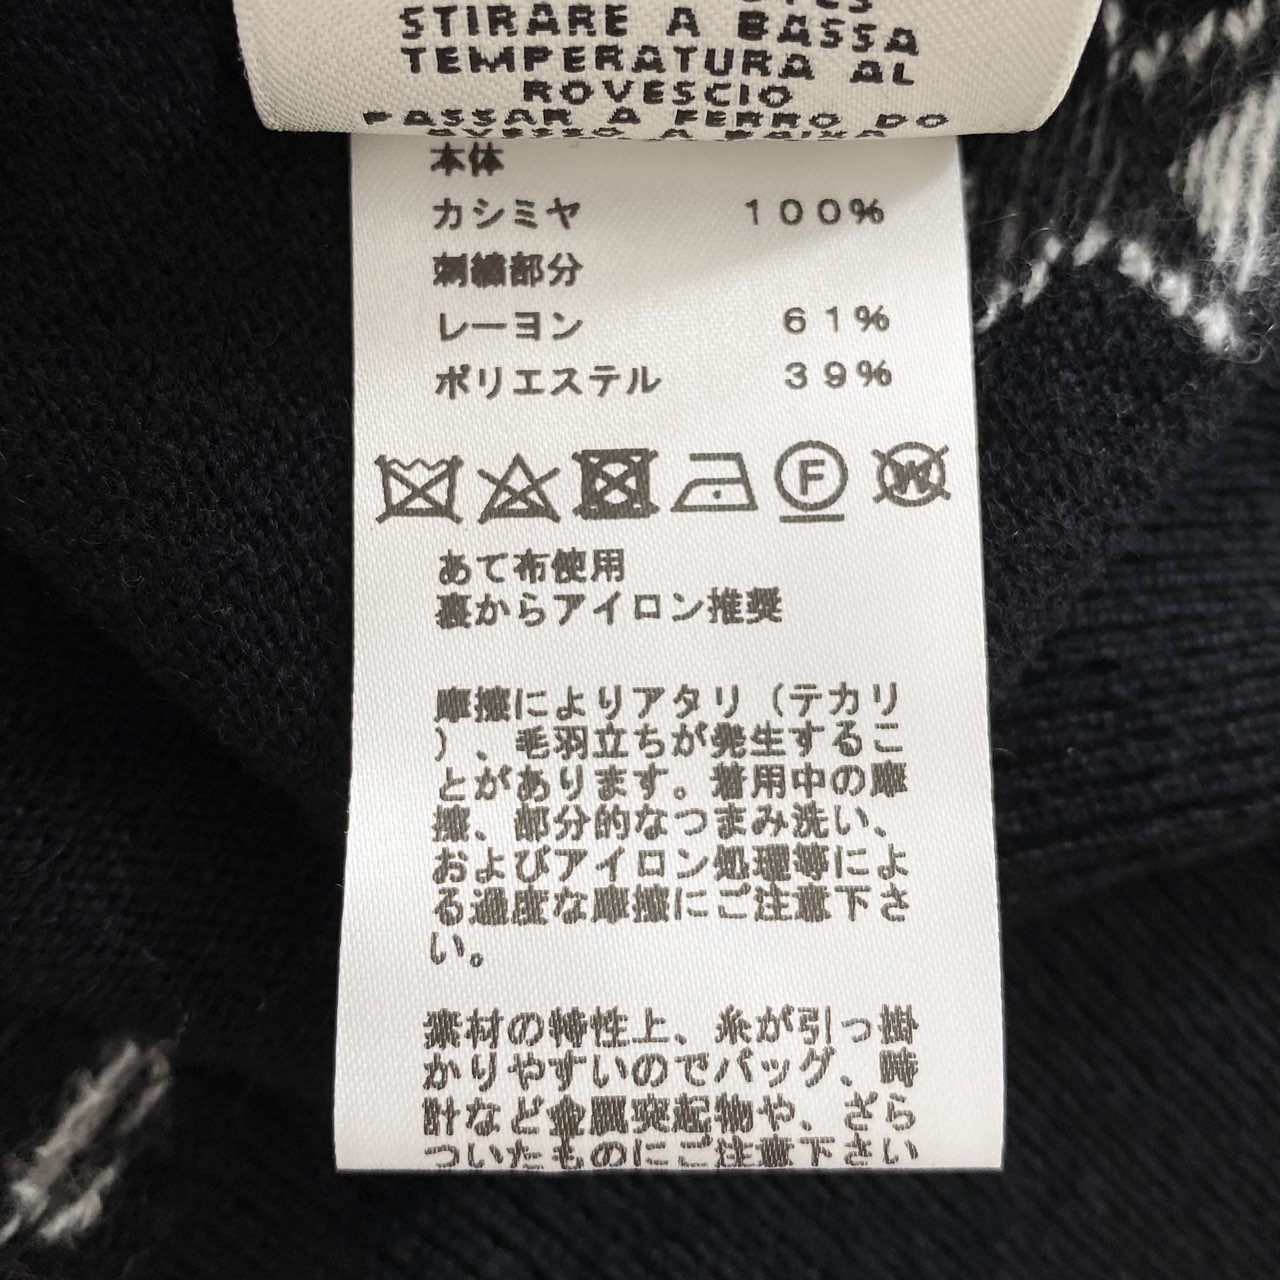 STIRARE A BASSA
TEMPERATURA AL
ROVESCIO
PASSAR A FERRO DO
AVESSO A BAIXA
本体
カシミヤ 100%
刺繍部分
レーヨン 61%
ポリエステル 39%
F
W
あて布使用
裏からアイロン推奨
摩擦によりアタリ（テカリ
）、毛羽立ちが発生するこ
とがあります。着用中の摩
擦、部分的なつまみ洗い、
およびアイロン処理等によ
る過度な摩擦にご注意下さ
い。
素材の特性上、糸が引っ掛
かりやすいのでバッグ、時
計など金属突起物や、ざら
ついたものにご注意下さい